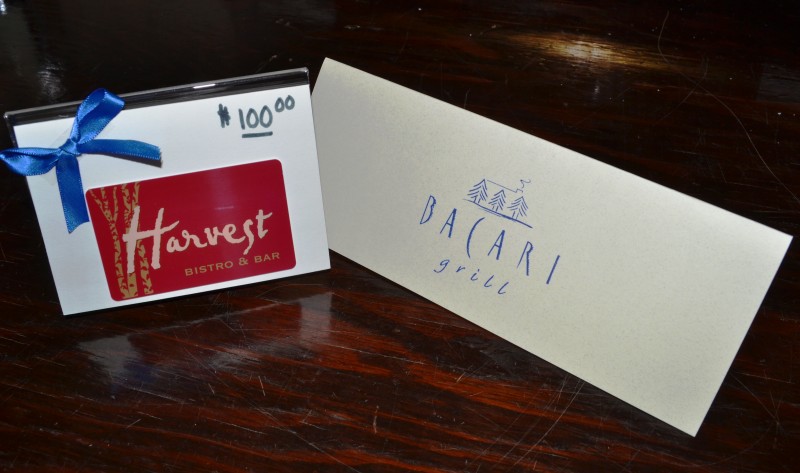 $100.00
Harvest
BISTRO & BAR
BACARI
grill